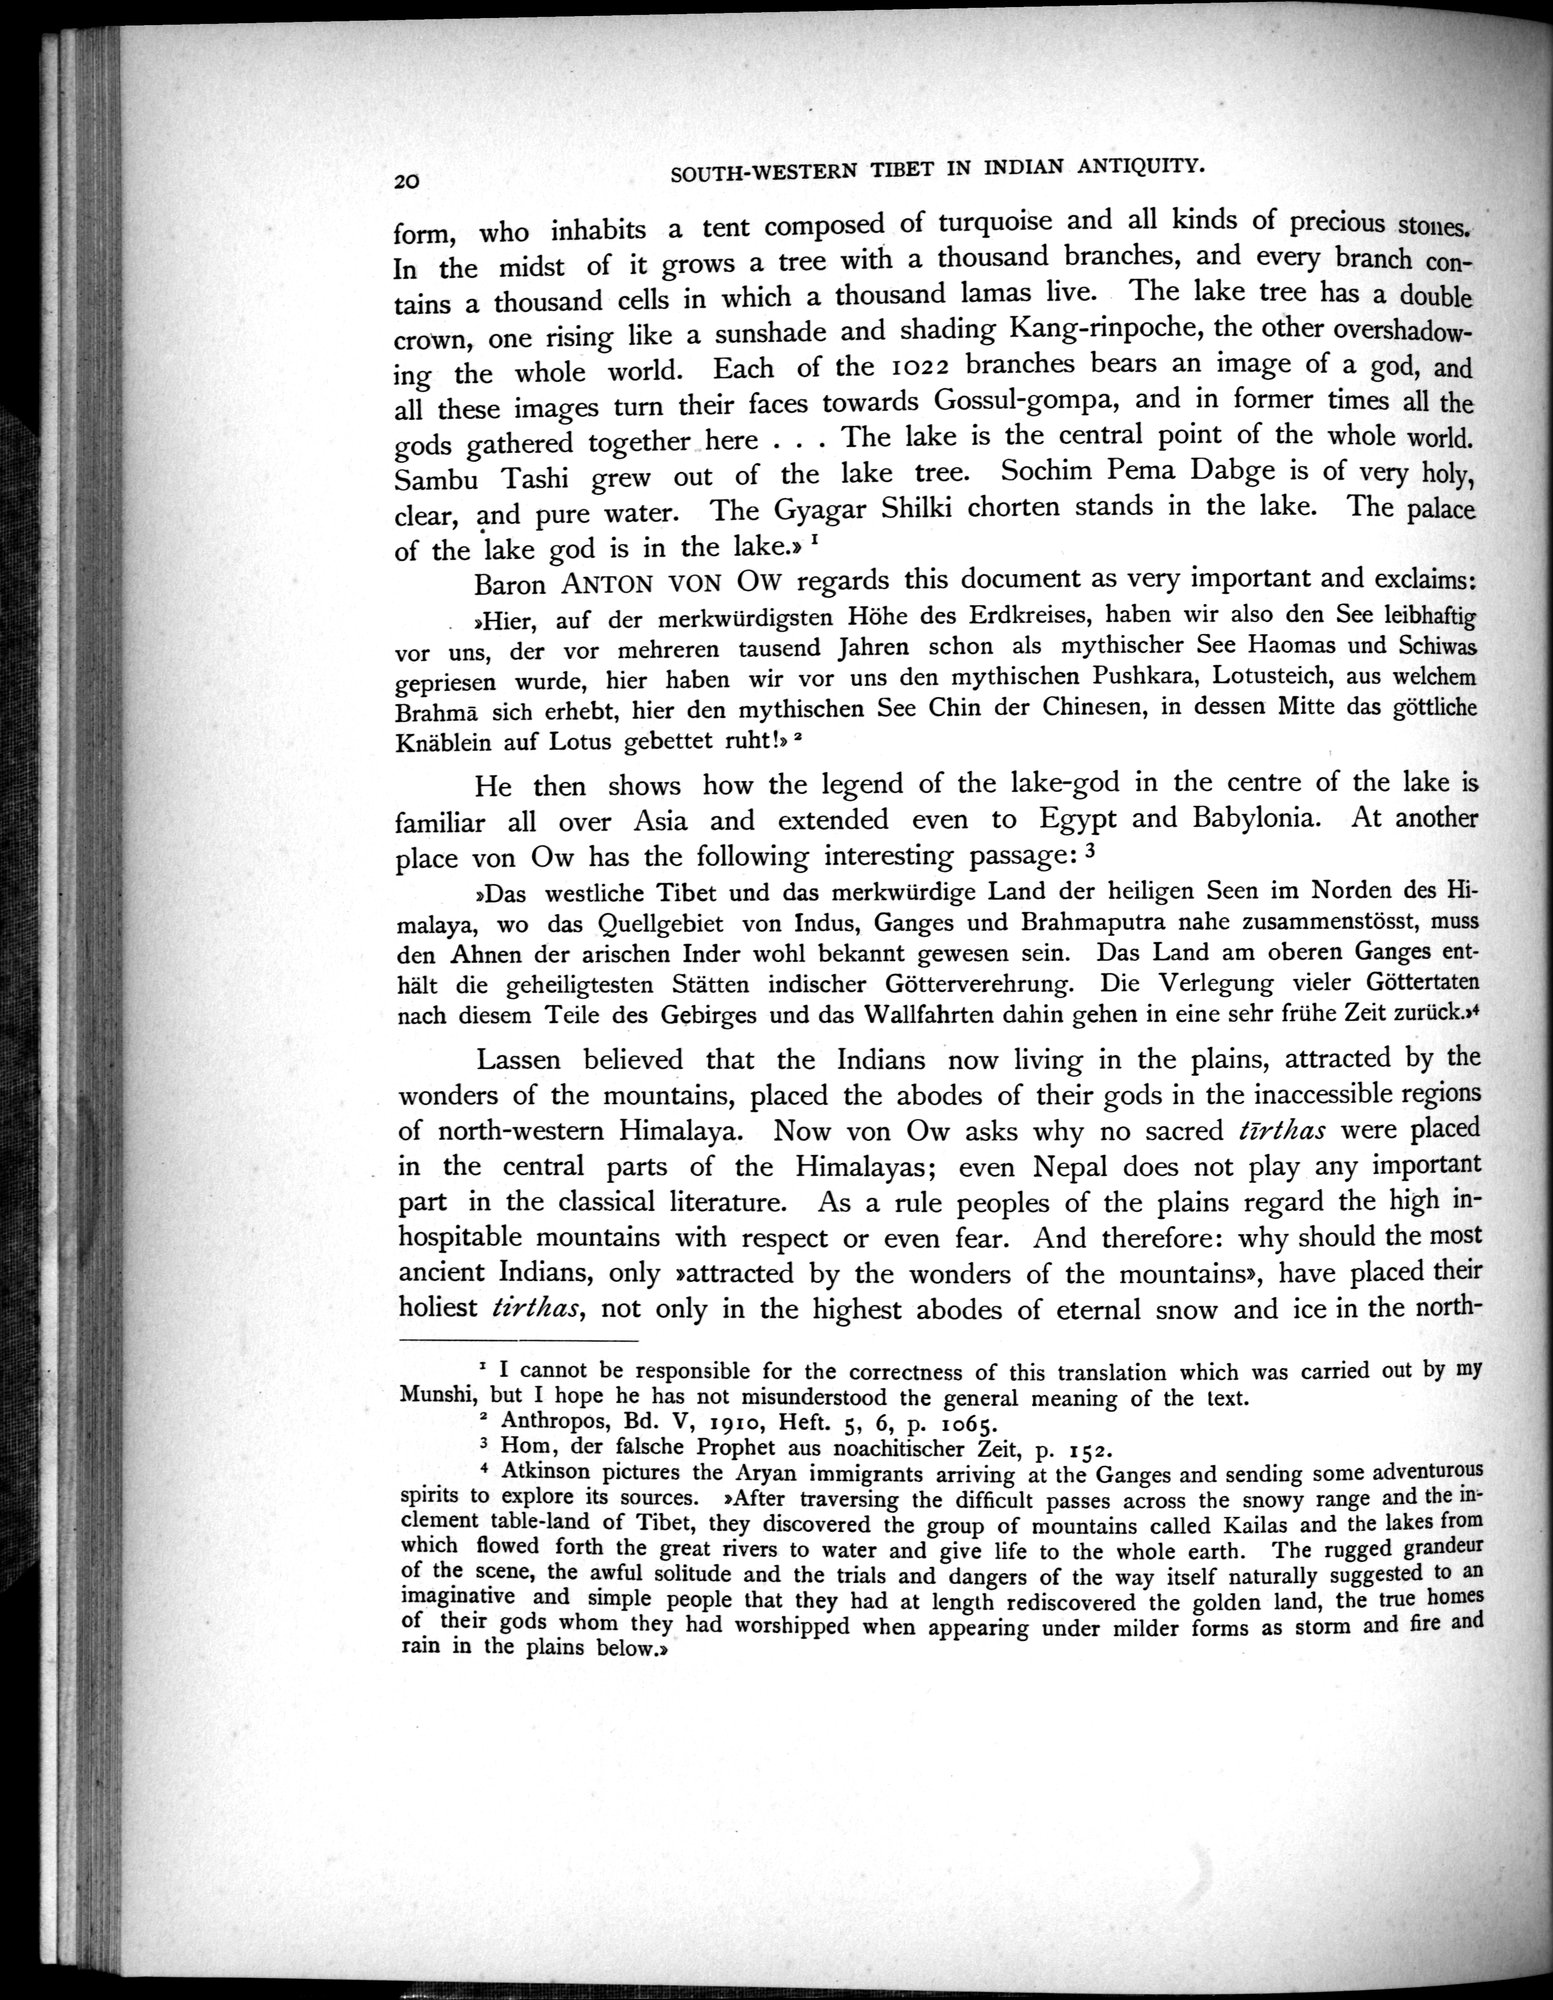 20
SOUTH-WESTERN TIBET IN INDIAN ANTIQUITY.
form, who inhabits a tent composed of turquoise and all kinds of precious stones.
In the midst of it grows a tree with a thousand branches, and every branch con-
tains a thousand cells in which a thousand lamas live. The lake tree has a double
crown, one rising like a sunshade and shading Kang-rinpoche, the other overshadow-
ing the whole world. Each of the 1022 branches bears an image of a god, and
all these images turn their faces towards Gossul-gompa, and in former times all the
gods gathered together here . . . The lake is the central point of the whole world.
Sambu Tashi grew out of the lake tree. Sochim Pema Dabge is of very holy,
clear, and pure water. The Gyagar Shilki chorten stands in the lake. The palace
of the lake god is in the lake.» ¹
Baron ANTON VON OW regards this document as very important and exclaims:
»Hier, auf der merkwürdigsten Höhe des Erdkreises, haben wir also den See leibhaftig
vor uns, der vor mehreren tausend Jahren schon als mythischer See Haomas und Schiwas
gepriesen wurde, hier haben wir vor uns den mythischen Pushkara, Lotusteich, aus welchem
Brahmā sich erhebt, hier den mythischen See Chin der Chinesen, in dessen Mitte das göttliche
Knäblein auf Lotus gebettet ruht!» ²
He then shows how the legend of the lake-god in the centre of the lake is
familiar all over Asia and extended even to Egypt and Babylonia. At another
place von Ow has the following interesting passage: ³
»Das westliche Tibet und das merkwürdige Land der heiligen Seen im Norden des Hi-
malaya, wo das Quellgebiet von Indus, Ganges und Brahmaputra nahe zusammenstösst, muss
den Ahnen der arischen Inder wohl bekannt gewesen sein. Das Land am oberen Ganges ent-
hält die geheiligtesten Stätten indischer Götterverehrung. Die Verlegung vieler Göttertaten
nach diesem Teile des Gebirges und das Wallfahrten dahin gehen in eine sehr frühe Zeit zurück.»⁴
Lassen believed that the Indians now living in the plains, attracted by the
wonders of the mountains, placed the abodes of their gods in the inaccessible regions
of north-western Himalaya. Now von Ow asks why no sacred tīrthas were placed
in the central parts of the Himalayas; even Nepal does not play any important
part in the classical literature. As a rule peoples of the plains regard the high in-
hospitable mountains with respect or even fear. And therefore: why should the most
ancient Indians, only »attracted by the wonders of the mountains», have placed their
holiest tirthas, not only in the highest abodes of eternal snow and ice in the north-
¹ I cannot be responsible for the correctness of this translation which was carried out by my
Munshi, but I hope he has not misunderstood the general meaning of the text.
² Anthropos, Bd. V, 1910, Heft. 5, 6, p. 1065.
³ Hom, der falsche Prophet aus noachitischer Zeit, p. 152.
⁴ Atkinson pictures the Aryan immigrants arriving at the Ganges and sending some adventurous
spirits to explore its sources. »After traversing the difficult passes across the snowy range and the in-
clement table-land of Tibet, they discovered the group of mountains called Kailas and the lakes from
which flowed forth the great rivers to water and give life to the whole earth. The rugged grandeur
of the scene, the awful solitude and the trials and dangers of the way itself naturally suggested to an
imaginative and simple people that they had at length rediscovered the golden land, the true homes
of their gods whom they had worshipped when appearing under milder forms as storm and fire and
rain in the plains below.»